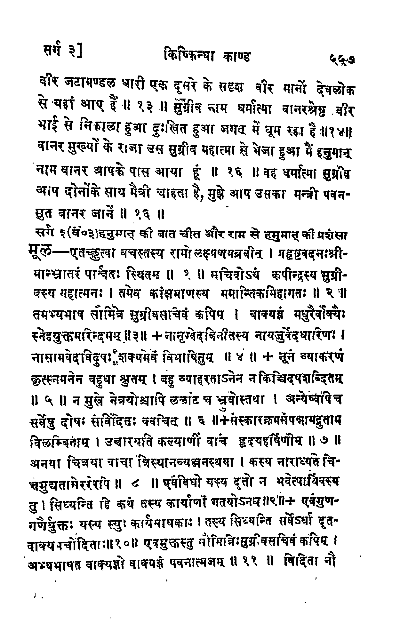 सर्ग ३] किष्किन्धा काण्ड ५५७
वीर जटामण्डल धारी एक दूसरे के सदृश वीर मानों देवलोक
से यहां आए हैं ॥ १३ ॥ सुग्रीव नाम धर्मात्मा वानरश्रेष्ठ वीर
भाई से निकाला हुआ दुःखित हुआ जगत् में घूम रहा है ॥१४॥
वानर मुख्यों के राजा उस सुग्रीव महात्मा से भेजा हुआ मैं हनुमान्
नाम वानर आपके पास आया हूं ॥ १५ ॥ वह धर्मात्मा सुग्रीव
आप दोनोंके साथ मैत्री चाहता है, मुझे आप उसका मन्त्री पवन-
सुत वानर जानें ॥ १६ ॥
सर्ग ३(वं०३)हनुमान् की बात चीत और राम से हनुमान् की प्रशंसा
मूल—एतच्छ्रुत्वा वचस्तस्य रामो लक्ष्मणमब्रवीत् । प्रहृष्टवदनःश्री-
मान्भ्रातरं पार्श्वतः स्थितम् ॥ १ ॥ सचिवोऽयं कपीन्द्रस्य सुग्री-
वस्य महात्मनः । तमेव कांक्षमाणस्य ममान्तिकमिहागतः ॥ २ ॥
तमभ्यभाष सौमित्रे सुग्रीवसचिवं कपिम् । वाक्यज्ञं मधुरैर्वाक्यैः
स्नेहयुक्तमरिन्दमम् ॥३॥ + नानृग्वेदविनीतस्य नायजुर्वेदधारिणः ।
नासामवेदविदुषः शक्यमेवं विभाषितुम् ॥ ४ ॥ + नूनं व्याकरणं
कृत्स्नमनेन बहुधा श्रुतम् । बहु व्याहरताऽनेन न किञ्चिदपशब्दितम्
॥ ५ ॥ न मुखे नेत्रयोश्चापि ललाटे च भ्रुवोस्तथा । अन्येष्वपिच
सर्वेषु दोषः संविदितः क्वचित् ॥ ६ ॥ +संस्कारक्रमसंपन्नामद्रुताम
विलम्बिताम् । उच्चारयति कल्याणीं वाचं हृदयहर्षिणीम् ॥ ७ ॥
अनया चित्रया वाचा त्रिस्थानव्यञ्जनस्थया । कस्य नाराध्यते चि-
त्तमुद्यतासेररेरपि ॥ ८ ॥ एवंविधो यस्य दूतो न भवेत्पार्थिवस्य
तु । सिध्यन्ति हि कथं तस्य कार्याणां गतयोऽनघ ॥९॥+ एवंगुण-
गणैर्युक्ताः यस्य स्युः कार्यसाधकाः । तस्य सिध्यन्ति सर्वेऽर्था दूत-
वाक्यप्रचोदिताः॥१०॥ एवमुक्तस्तु सौमित्रिः सुग्रीवसचिवं कपिम् ।
अभ्यभाषत वाक्यज्ञो वाक्यज्ञं पवनात्मजम् ॥ ११ ॥ विदिता नौ